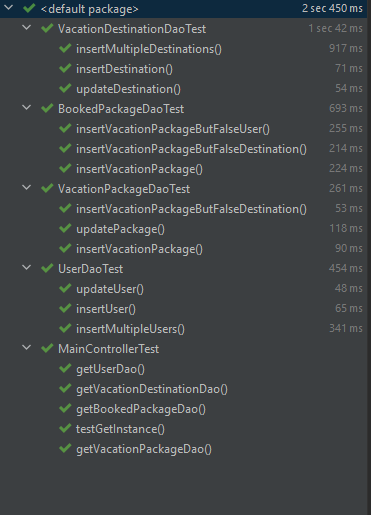 <default package> 2 sec 450 ms
VacationDestinationDaoTest 1 sec 42 ms
insertMultipleDestinations() 917 ms
insertDestination() 71 ms
updateDestination() 54 ms
BookedPackageDaoTest 693 ms
insertVacationPackageButFalseUser() 255 ms
insertVacationPackageButFalseDestination() 214 ms
insertVacationPackage() 224 ms
VacationPackageDaoTest 261 ms
insertVacationPackageButFalseDestination() 53 ms
updatePackage() 118 ms
insertVacationPackage() 90 ms
UserDaoTest 454 ms
updateUser() 48 ms
insertUser() 65 ms
insertMultipleUsers() 341 ms
MainControllerTest
getUserDao()
getVacationDestinationDao()
getBookedPackageDao()
testGetInstance()
getVacationPackageDao()